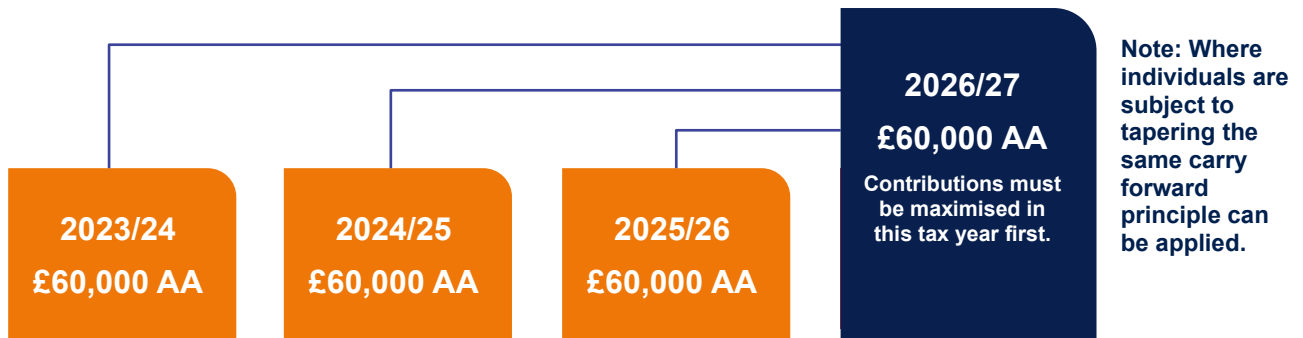 2023/24
£60,000 AA
2024/25
£60,000 AA
2025/26
£60,000 AA
2026/27
£60,000 AA
Contributions must
be maximised in
this tax year first.
Note: Where
individuals are
subject to
tapering the
same carry
forward
principle can
be applied.